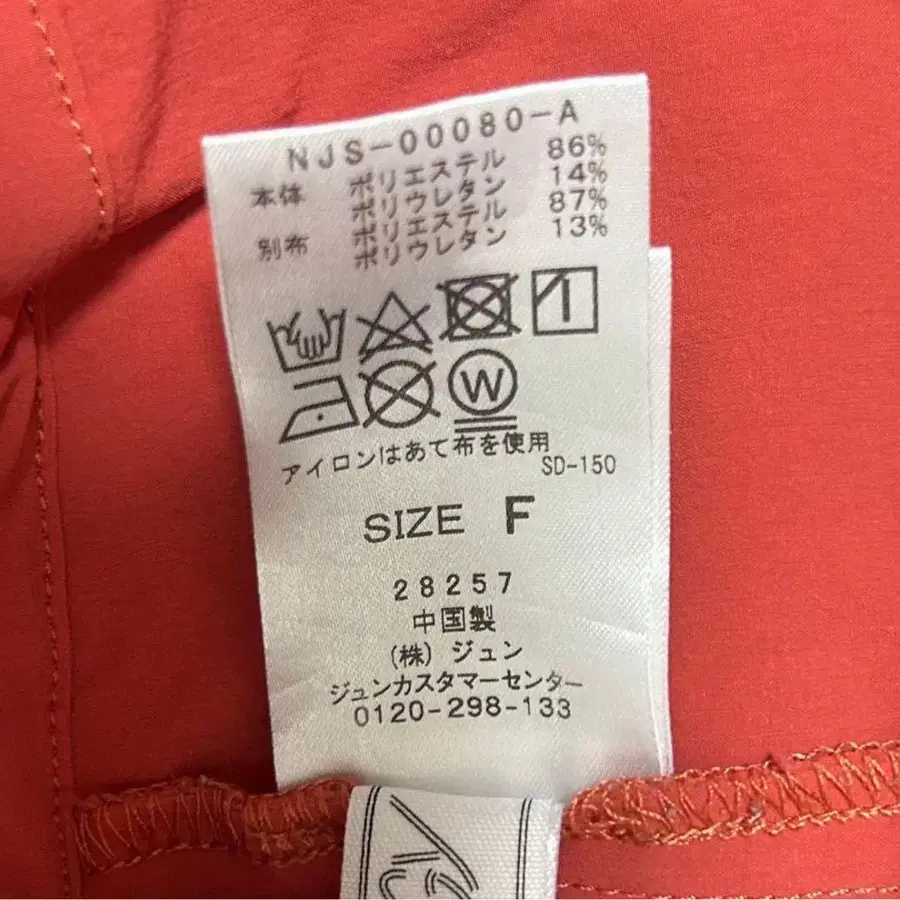 NJS-00080-A
本体 ポリエステル 86%
ポリウレタン 14%
別布 ポリエステル 87%
ポリウレタン 13%
W
アイロンはあて布を使用
SD-150
SIZE F
28257
中国製
(株) ジュン
ジュンカスタマーセンター
0120-298-133